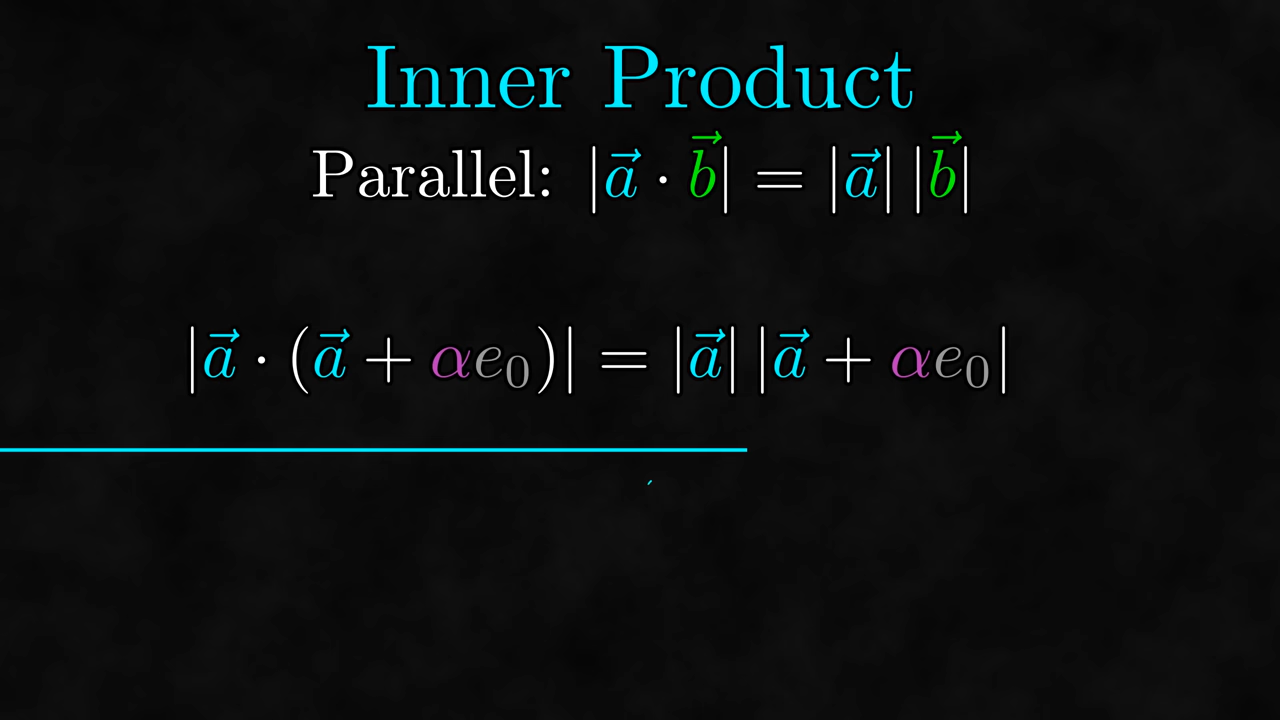 Inner Product
Parallel: |a⃗ · b⃗| = |a⃗| |b⃗|
|a⃗ · (a⃗ + αe₀)| = |a⃗| |a⃗ + αe₀|